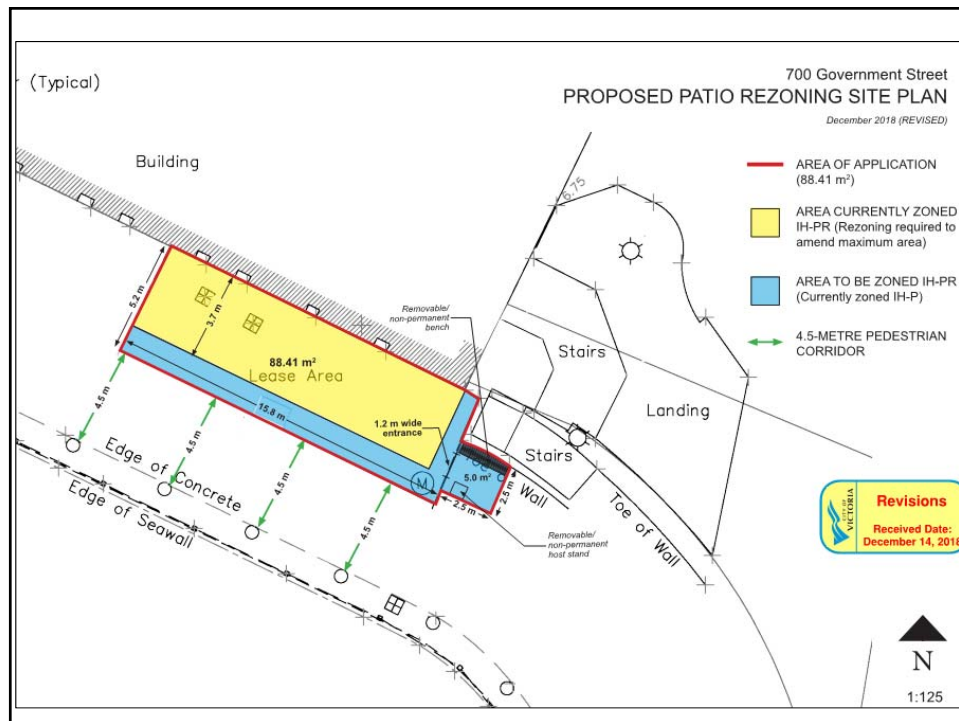 700 Government Street
PROPOSED PATIO REZONING SITE PLAN
December 2018 (REVISED)
(Typical)
Building
6.75
AREA OF APPLICATION
(88.41 m²)
AREA CURRENTLY ZONED
IH-PR (Rezoning required to
amend maximum area)
AREA TO BE ZONED IH-PR
(Currently zoned IH-P)
4.5-METRE PEDESTRIAN
CORRIDOR
5.2 m
3.7 m
Removable/
non-permanent
bench
88.41 m²
Lease Area
15.8 m
1.2 m wide
entrance
Stairs
Landing
Stairs
4.5 m
4.5 m
4.5 m
4.5 m
Edge of Concrete
Edge of Seawall
M
5.0 m²
2.5 m
2.5 m
Wall
Toe of Wall
Removable/
non-permanent
host stand
CITY OF
VICTORIA
Revisions
Received Date:
December 14, 2018
N
1:125